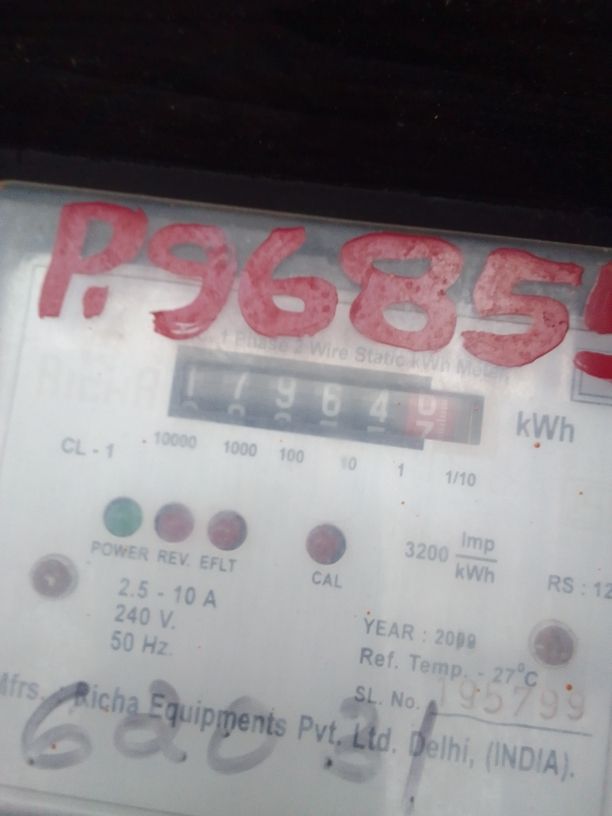 P.96855
1 Phase 2 Wire Static kWh Meter
1 7 9 6 4 6 kWh
CL - 1 10000 1000 100 10 1 1/10
POWER REV. EFLT CAL
3200 Imp/kWh
RS : 12
2.5 - 10 A
240 V.
50 Hz.
YEAR : 2009
Ref. Temp. - 27°C
SL. No. 195799
Mfrs. : Richa Equipments Pvt. Ltd. Delhi, (INDIA).
62031